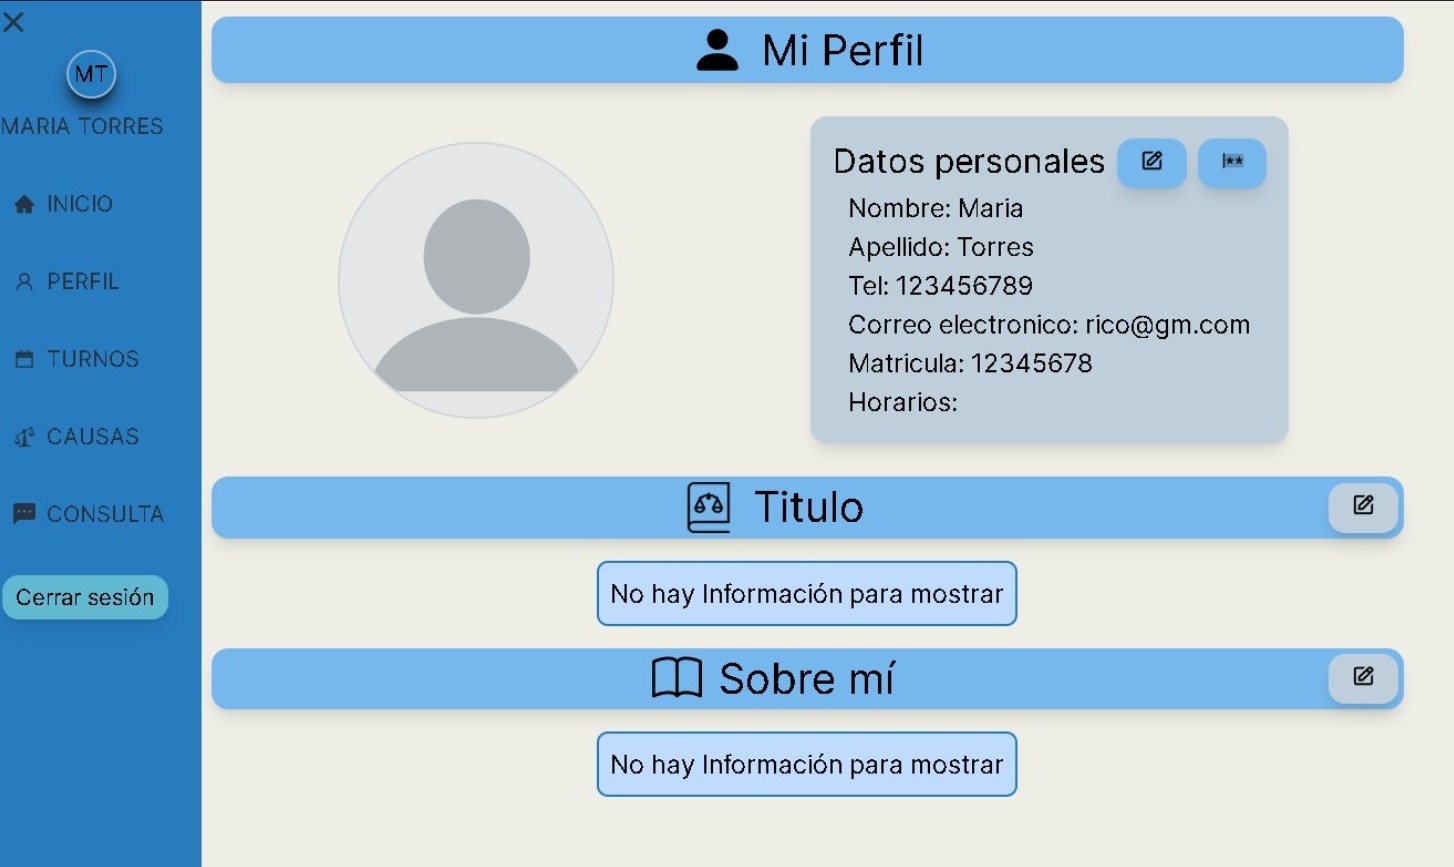 MT
MARIA TORRES
INICIO
PERFIL
TURNOS
CAUSAS
CONSULTA
Cerrar sesión
Mi Perfil
Datos personales
Nombre: Maria
Apellido: Torres
Tel: 123456789
Correo electronico: rico@gm.com
Matricula: 12345678
Horarios:
Titulo
No hay Información para mostrar
Sobre mí
No hay Información para mostrar